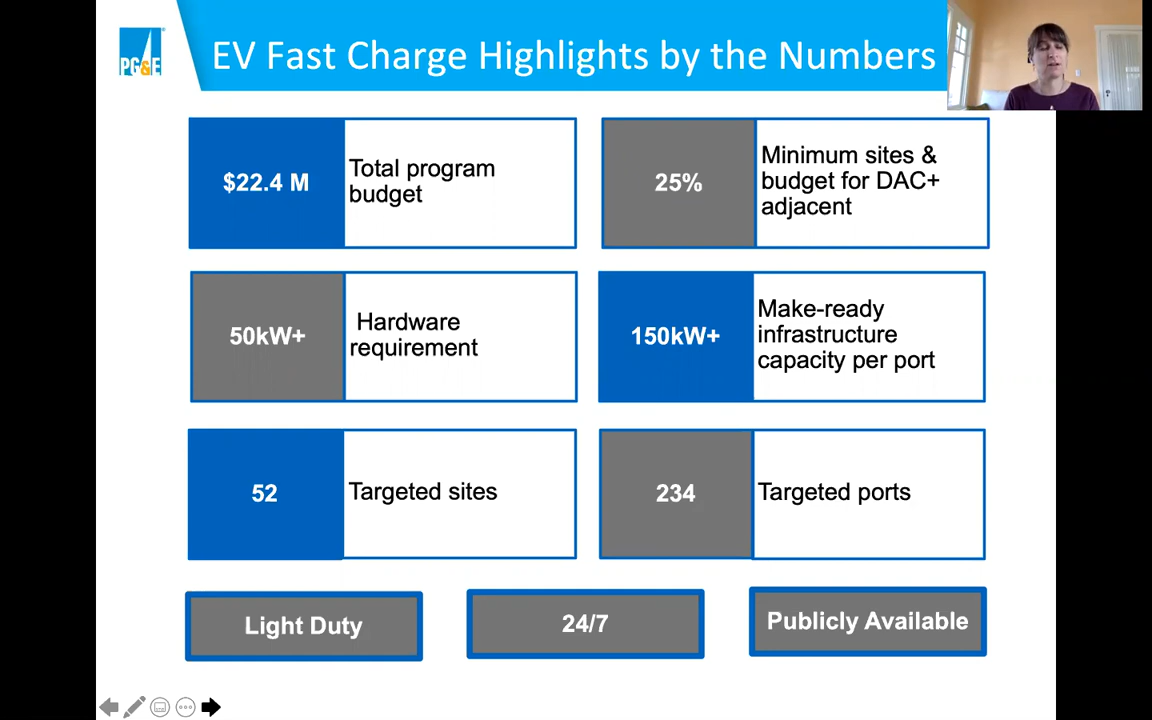 PG&E
EV Fast Charge Highlights by the Numbers
$22.4 M
Total program
budget
25%
Minimum sites &
budget for DAC+
adjacent
50kW+
Hardware
requirement
150kW+
Make-ready
infrastructure
capacity per port
52
Targeted sites
234
Targeted ports
Light Duty
24/7
Publicly Available